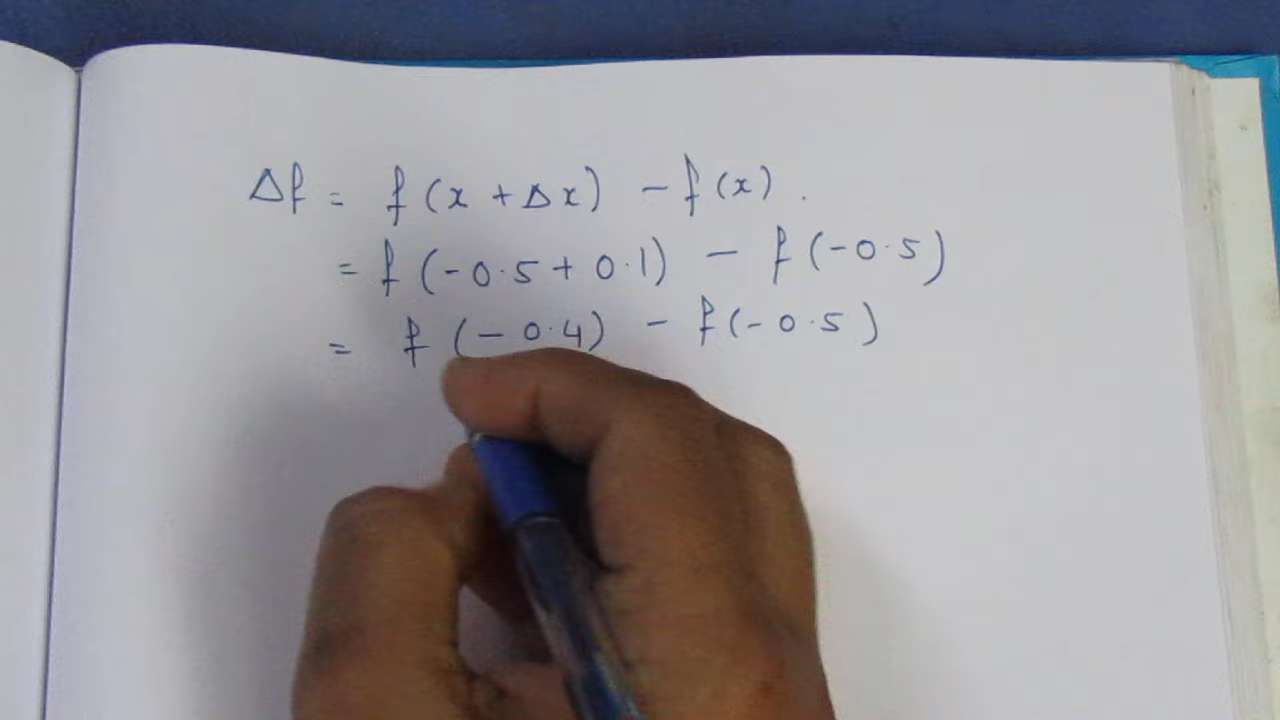 Δf = f(x + Δx) - f(x).
= f(-0.5 + 0.1) - f(-0.5)
= f(-0.4) - f(-0.5)